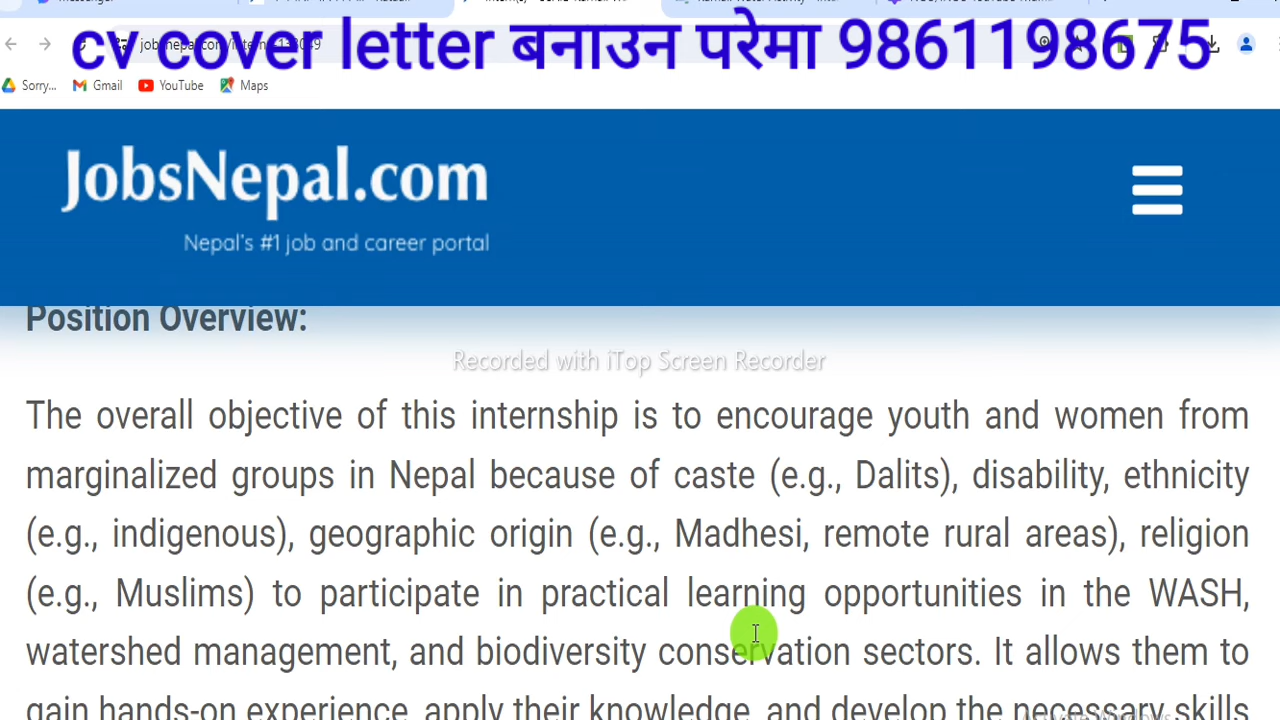 cv cover letter बनाउन परेमा 9861198675
Sorry... Gmail YouTube Maps
JobsNepal.com
Nepal's #1 job and career portal
Position Overview:
Recorded with iTop Screen Recorder
The overall objective of this internship is to encourage youth and women from
marginalized groups in Nepal because of caste (e.g., Dalits), disability, ethnicity
(e.g., indigenous), geographic origin (e.g., Madhesi, remote rural areas), religion
(e.g., Muslims) to participate in practical learning opportunities in the WASH,
watershed management, and biodiversity conservation sectors. It allows them to
gain hands-on experience, apply their knowledge, and develop the necessary skills